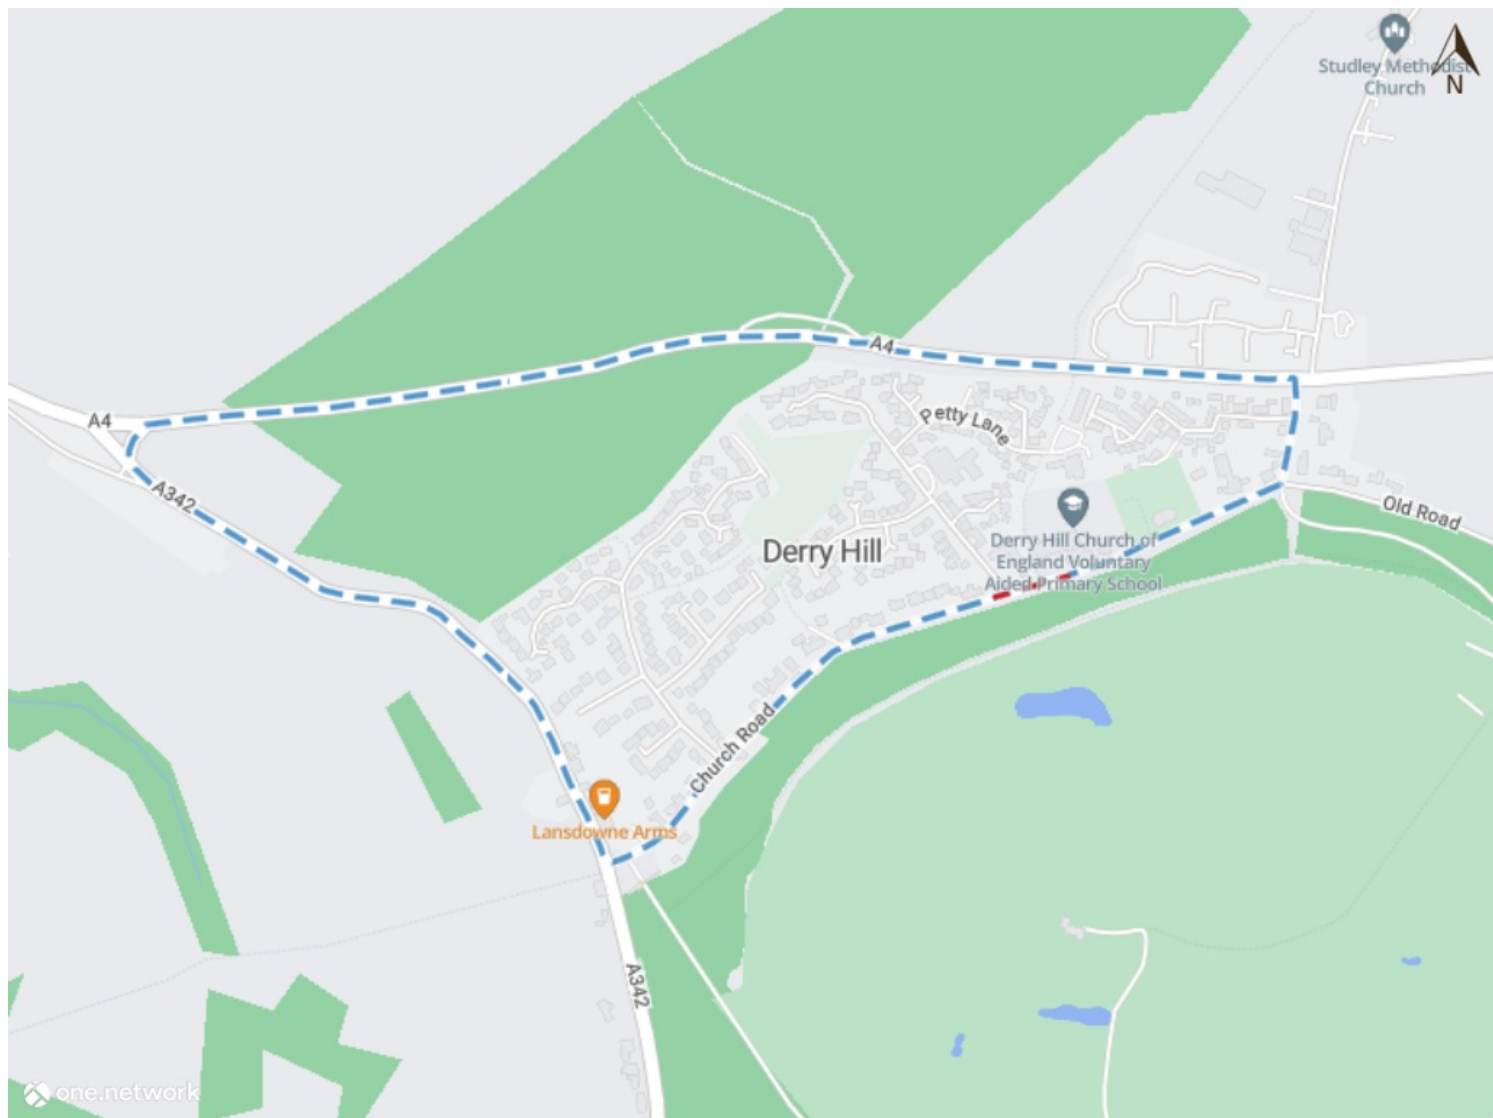 Studley Methodist
Church
N
A4
Petty Lane
A4
A342
Old Road
Derry Hill
Derry Hill Church of
England Voluntary
Aided Primary School
Church Road
Lansdowne Arms
A342
one.network